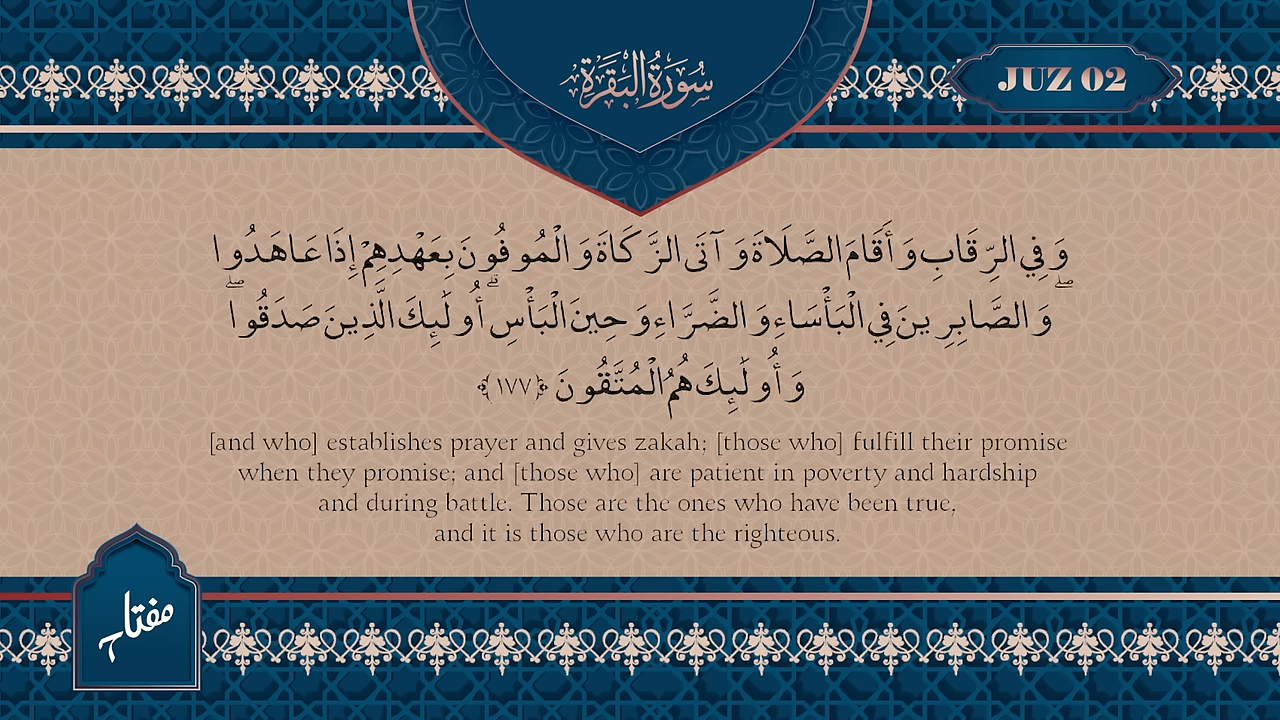 سُورَةُ البَقَرَةِ
JUZ 02
وَفِي الرِّقَابِ وَأَقَامَ الصَّلَاةَ وَآتَى الزَّكَاةَ وَالْمُوفُونَ بِعَهْدِهِمْ إِذَا عَاهَدُوا ۖ
وَالصَّابِرِينَ فِي الْبَأْسَاءِ وَالضَّرَّاءِ وَحِينَ الْبَأْسِ ۗ أُولَٰئِكَ الَّذِينَ صَدَقُوا ۖ
وَأُولَٰئِكَ هُمُ الْمُتَّقُونَ ﴿١٧٧﴾
[and who] establishes prayer and gives zakah; [those who] fulfill their promise
when they promise; and [those who] are patient in poverty and hardship
and during battle. Those are the ones who have been true,
and it is those who are the righteous.
مفتاح